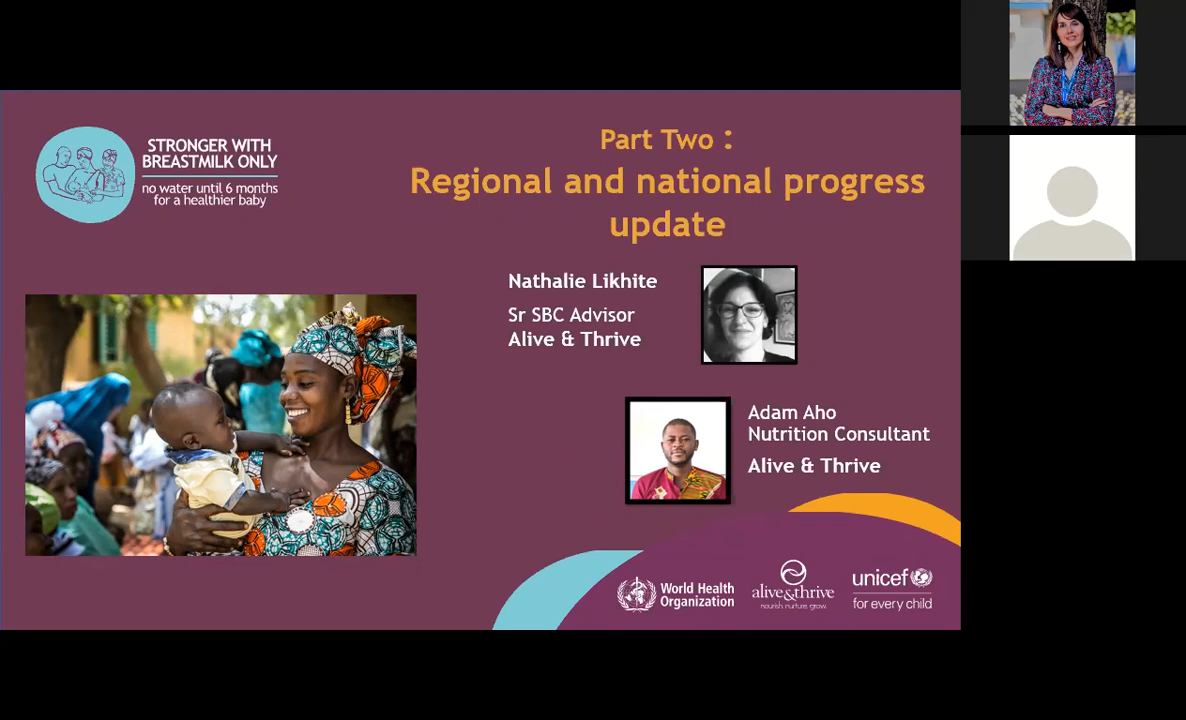 STRONGER WITH
BREASTMILK ONLY
no water until 6 months
for a healthier baby
Part Two :
Regional and national progress
update
Nathalie Likhite
Sr SBC Advisor
Alive & Thrive
Adam Aho
Nutrition Consultant
Alive & Thrive
World Health
Organization
alive&thrive
nourish. nurture. grow.
unicef
for every child